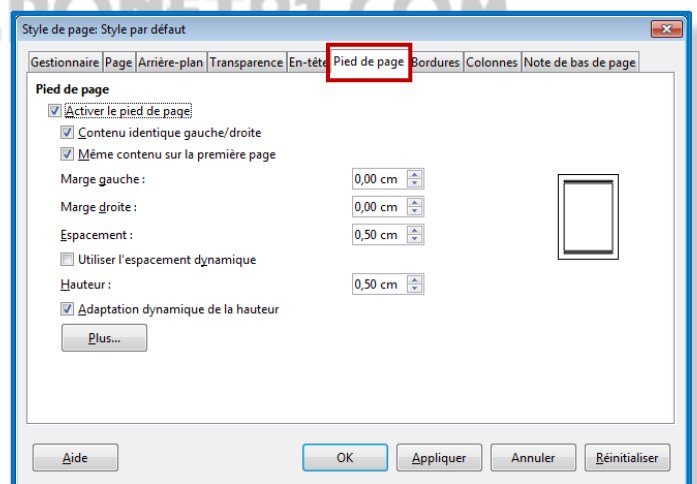 Style de page: Style par défaut
Gestionnaire Page Arrière-plan Transparence En-tête Pied de page Bordures Colonnes Note de bas de page
Pied de page
Activer le pied de page
Contenu identique gauche/droite
Même contenu sur la première page
Marge gauche : 0,00 cm
Marge droite : 0,00 cm
Espacement : 0,50 cm
Utiliser l'espacement dynamique
Hauteur : 0,50 cm
Adaptation dynamique de la hauteur
Plus...
Aide OK Appliquer Annuler Réinitialiser